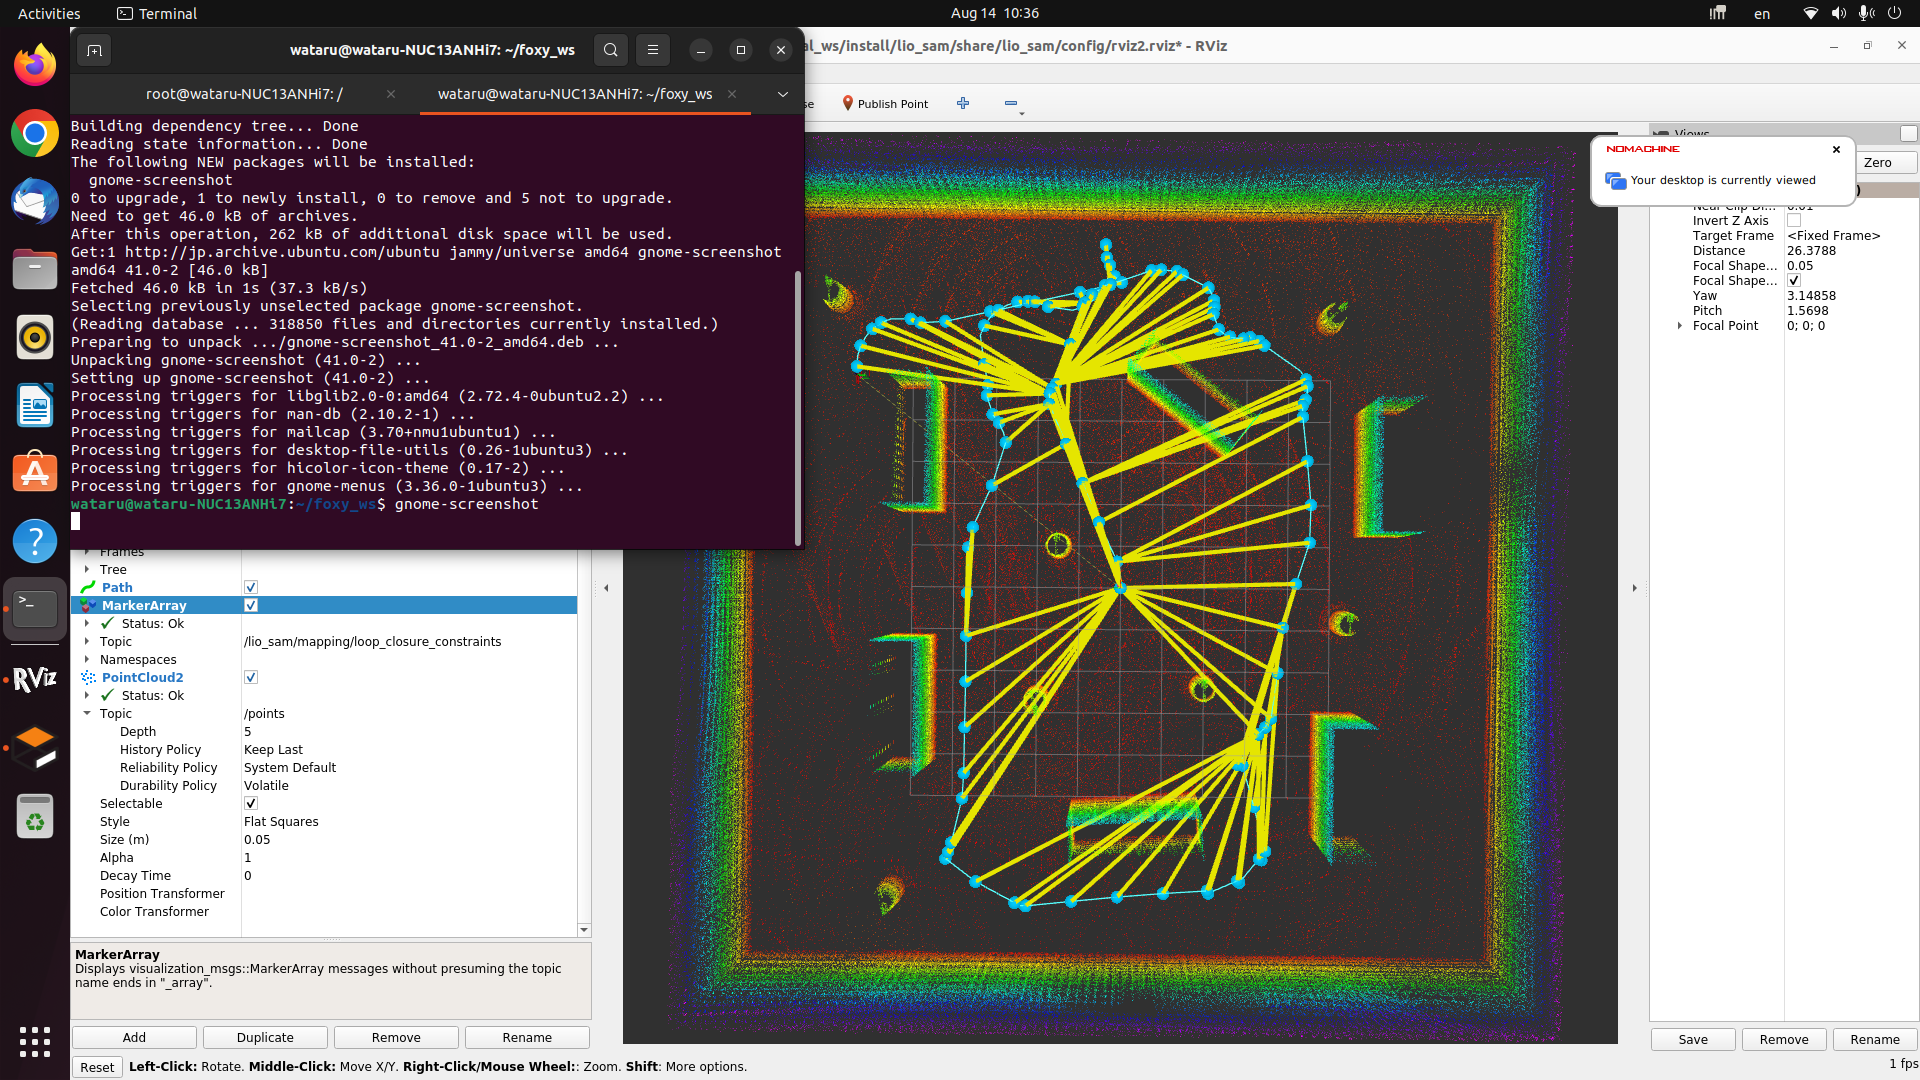 Activities
Terminal
Aug 14 10:36
en
wataru@wataru-NUC13ANHi7: ~/foxy_ws
al_ws/install/lio_sam/share/lio_sam/config/rviz2.rviz* - RViz
root@wataru-NUC13ANHi7: /
wataru@wataru-NUC13ANHi7: ~/foxy_ws
Publish Point
Building dependency tree... Done
Reading state information... Done
The following NEW packages will be installed:
gnome-screenshot
0 to upgrade, 1 to newly install, 0 to remove and 5 not to upgrade.
Need to get 46.0 kB of archives.
After this operation, 262 kB of additional disk space will be used.
Get:1 http://jp.archive.ubuntu.com/ubuntu jammy/universe amd64 gnome-screenshot
amd64 41.0-2 [46.0 kB]
Fetched 46.0 kB in 1s (37.3 kB/s)
Selecting previously unselected package gnome-screenshot.
(Reading database ... 318850 files and directories currently installed.)
Preparing to unpack .../gnome-screenshot_41.0-2_amd64.deb ...
Unpacking gnome-screenshot (41.0-2) ...
Setting up gnome-screenshot (41.0-2) ...
Processing triggers for libglib2.0-0:amd64 (2.72.4-0ubuntu2.2) ...
Processing triggers for man-db (2.10.2-1) ...
Processing triggers for mailcap (3.70+nmu1ubuntu1) ...
Processing triggers for desktop-file-utils (0.26-1ubuntu3) ...
Processing triggers for hicolor-icon-theme (0.17-2) ...
Processing triggers for gnome-menus (3.36.0-1ubuntu3) ...
wataru@wataru-NUC13ANHi7:~/foxy_ws$ gnome-screenshot
Frames
Tree
Path
MarkerArray
Status: Ok
Topic /lio_sam/mapping/loop_closure_constraints
Namespaces
PointCloud2
Status: Ok
Topic /points
Depth 5
History Policy Keep Last
Reliability Policy System Default
Durability Policy Volatile
Selectable
Style Flat Squares
Size (m) 0.05
Alpha 1
Decay Time 0
Position Transformer
Color Transformer
MarkerArray
Displays visualization_msgs::MarkerArray messages without presuming the topic
name ends in "_array".
Add Duplicate Remove Rename
Reset Left-Click: Rotate. Middle-Click: Move X/Y. Right-Click/Mouse Wheel:: Zoom. Shift: More options.
RViz
Views
NOMACHINE
Your desktop is currently viewed
Zero
Invert Z Axis
Target Frame <Fixed Frame>
Distance 26.3788
Focal Shape... 0.05
Focal Shape...
Yaw 3.14858
Pitch 1.5698
Focal Point 0; 0; 0
Save Remove Rename
1 fps